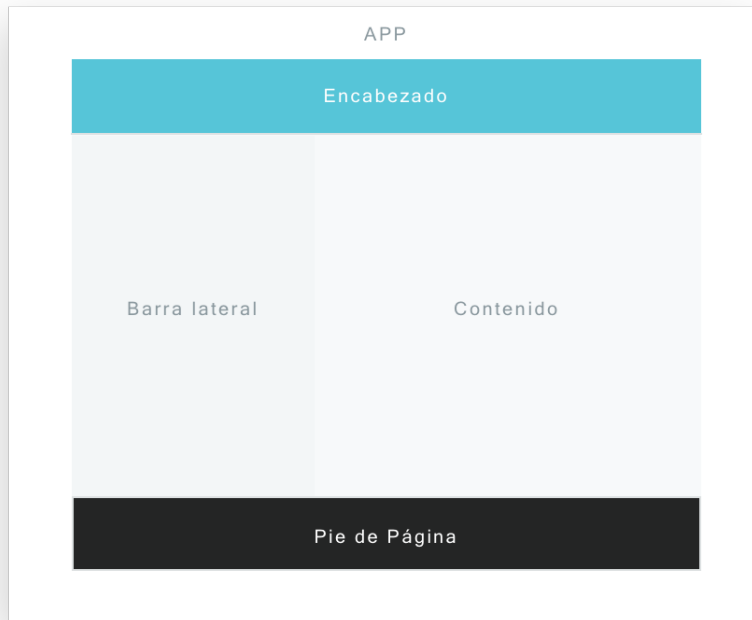 APP
Encabezado
Barra lateral
Contenido
Pie de Página